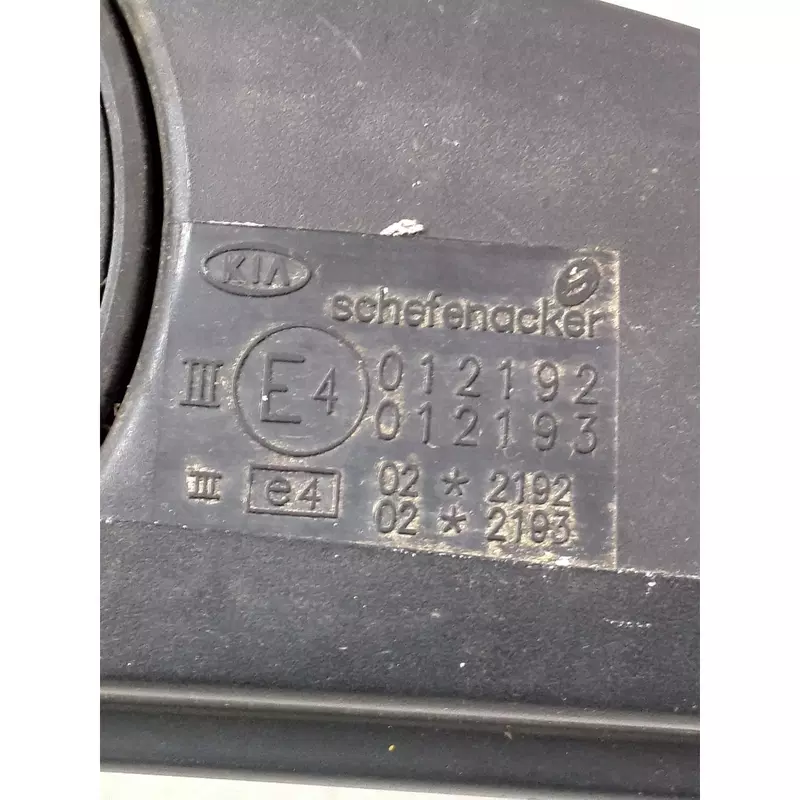 KIA
schefenacker
III E4 012192
012193
III e4 02 * 2192
02 * 2193